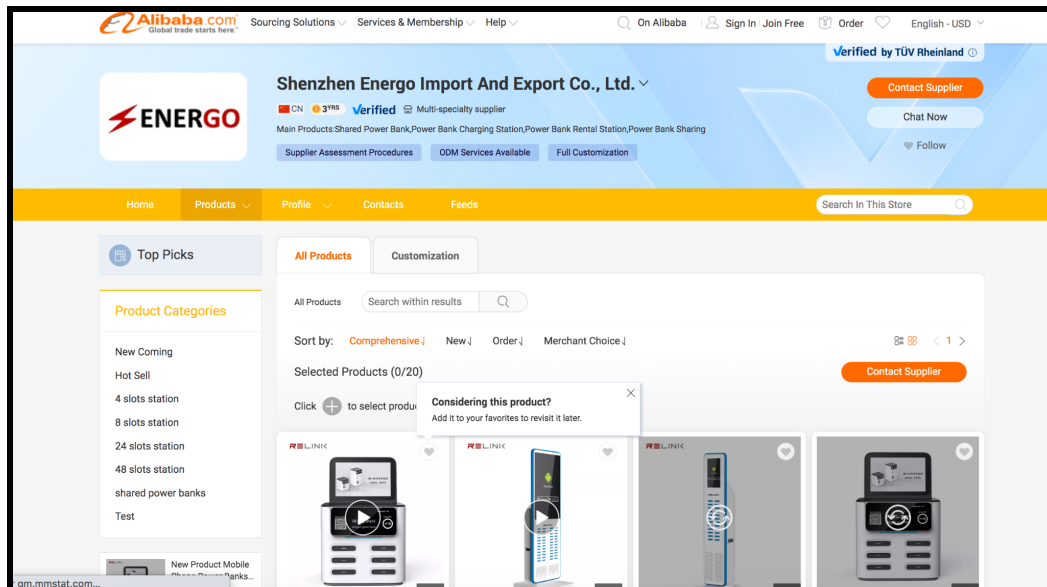 Alibaba.com
Global trade starts here.™
Sourcing Solutions
Services & Membership
Help
On Alibaba
Sign In
Join Free
Order
English - USD
Verified by TÜV Rheinland
ENERGO
Shenzhen Energo Import And Export Co., Ltd.
CN
3YRS
Verified
Multi-specialty supplier
Main Products:Shared Power Bank,Power Bank Charging Station,Power Bank Rental Station,Power Bank Sharing
Supplier Assessment Procedures
ODM Services Available
Full Customization
Contact Supplier
Chat Now
Follow
Home
Products
Profile
Contacts
Feeds
Search In This Store
Top Picks
Product Categories
New Coming
Hot Sell
4 slots station
8 slots station
24 slots station
48 slots station
shared power banks
Test
New Product Mobile
Phone Power Banks...
qm.mmstat.com...
All Products
Customization
All Products
Search within results
Sort by:
Comprehensive
New
Order
Merchant Choice
1
Selected Products (0/20)
Contact Supplier
Click
to select produ
Considering this product?
Add it to your favorites to revisit it later.
RELINK
RELINK
RELINK